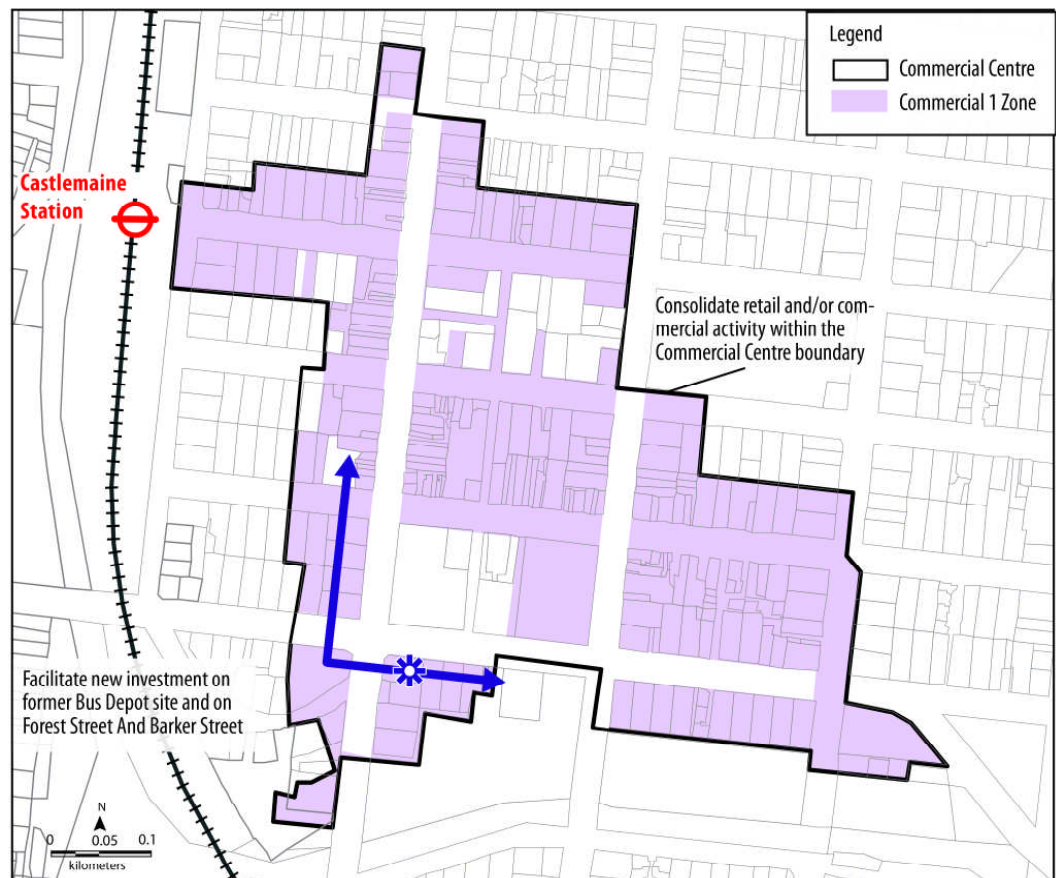 Legend
Commercial Centre
Commercial 1 Zone
Castlemaine
Station
Consolidate retail and/or com-
mercial activity within the
Commercial Centre boundary
Facilitate new investment on
former Bus Depot site and on
Forest Street And Barker Street
N
0 0.05 0.1
kilometers